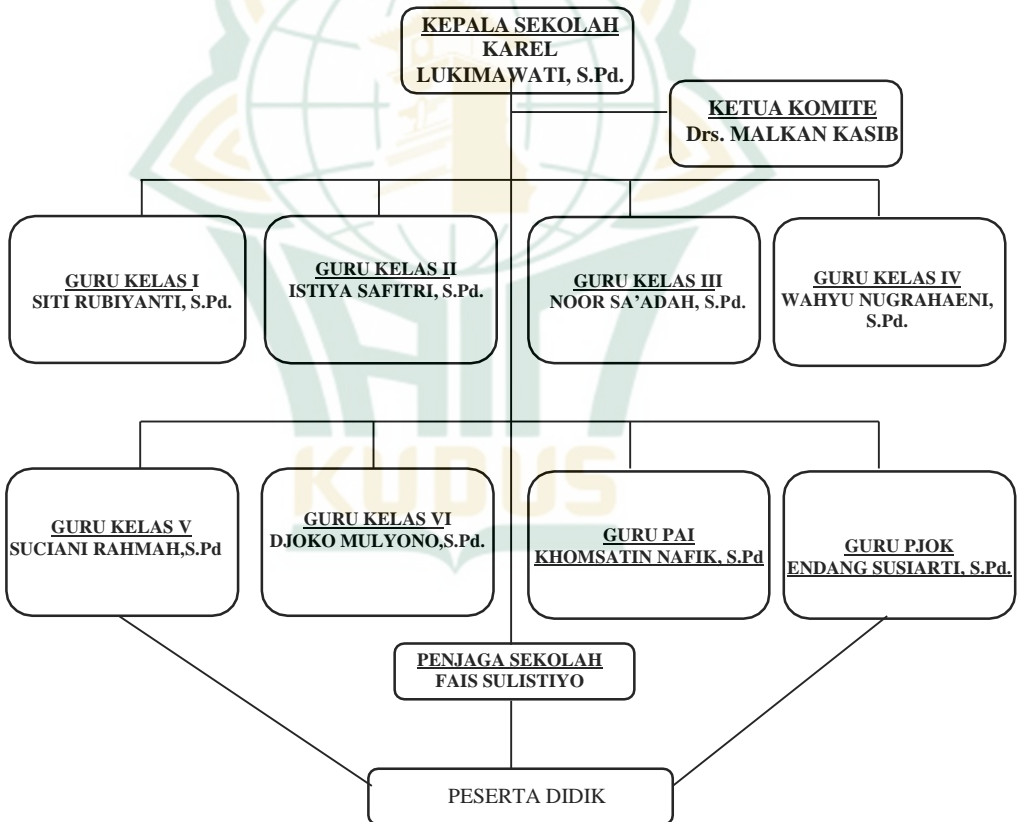 KEPALA SEKOLAH
KAREL
LUKIMAWATI, S.Pd.
KETUA KOMITE
Drs. MALKAN KASIB
GURU KELAS I
SITI RUBIYANTI, S.Pd.
GURU KELAS II
ISTIYA SAFITRI, S.Pd.
GURU KELAS III
NOOR SA’ADAH, S.Pd.
GURU KELAS IV
WAHYU NUGRAHAENI,
S.Pd.
GURU KELAS V
SUCIANI RAHMAH,S.Pd
GURU KELAS VI
DJOKO MULYONO,S.Pd.
GURU PAI
KHOMSATIN NAFIK, S.Pd
GURU PJOK
ENDANG SUSIARTI, S.Pd.
KUDUS
PENJAGA SEKOLAH
FAIS SULISTIYO
PESERTA DIDIK